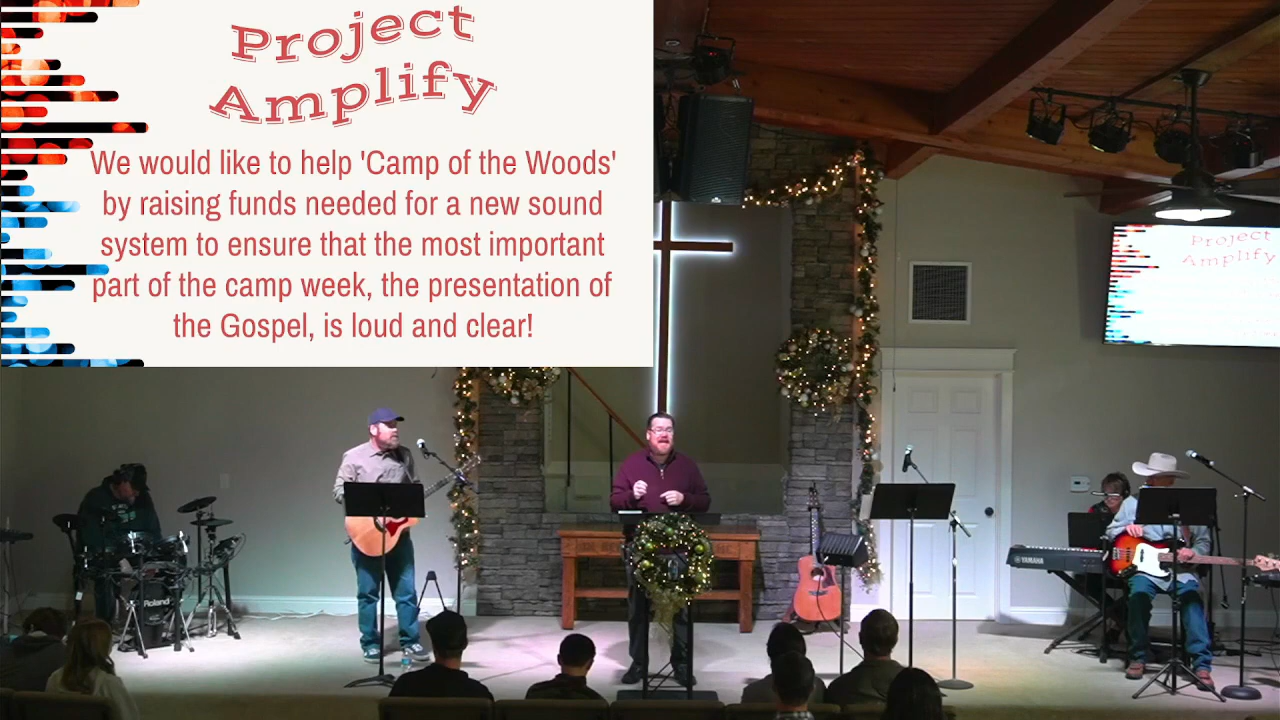 Project
Amplify
We would like to help 'Camp of the Woods'
by raising funds needed for a new sound
system to ensure that the most important
part of the camp week, the presentation of
the Gospel, is loud and clear!
Project
Amplify
Roland
YAMAHA